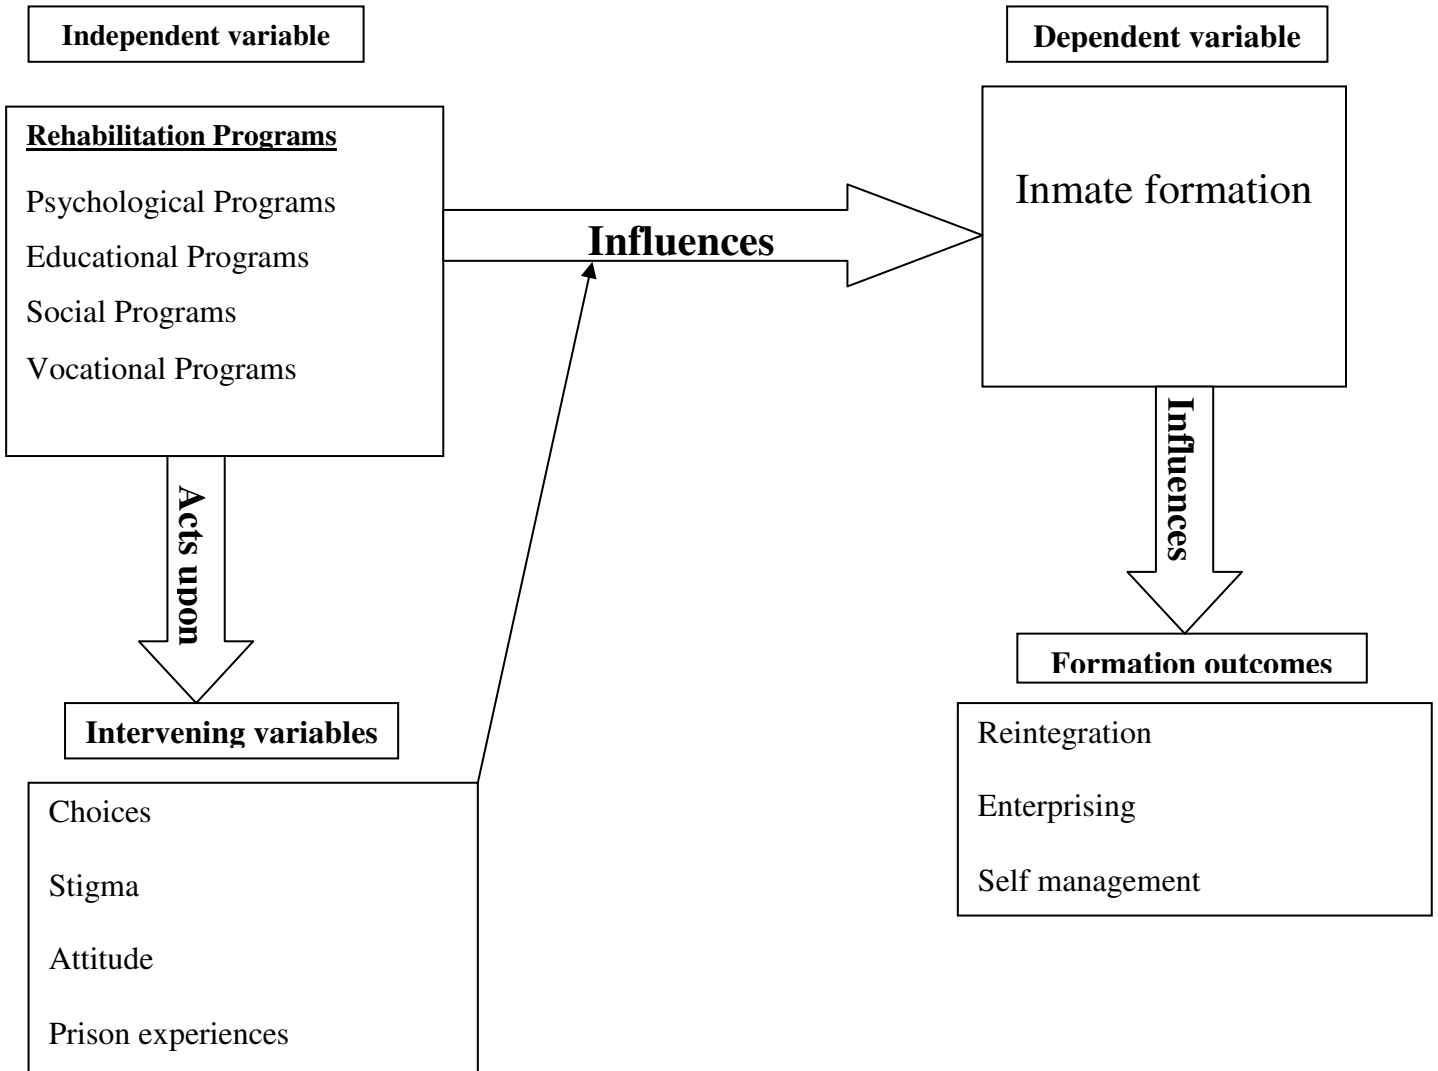 Independent variable
Dependent variable
Rehabilitation Programs
Psychological Programs
Educational Programs
Social Programs
Vocational Programs
Influences
Inmate formation
Acts upon
Influences
Intervening variables
Choices
Stigma
Attitude
Prison experiences
Formation outcomes
Reintegration
Enterprising
Self management